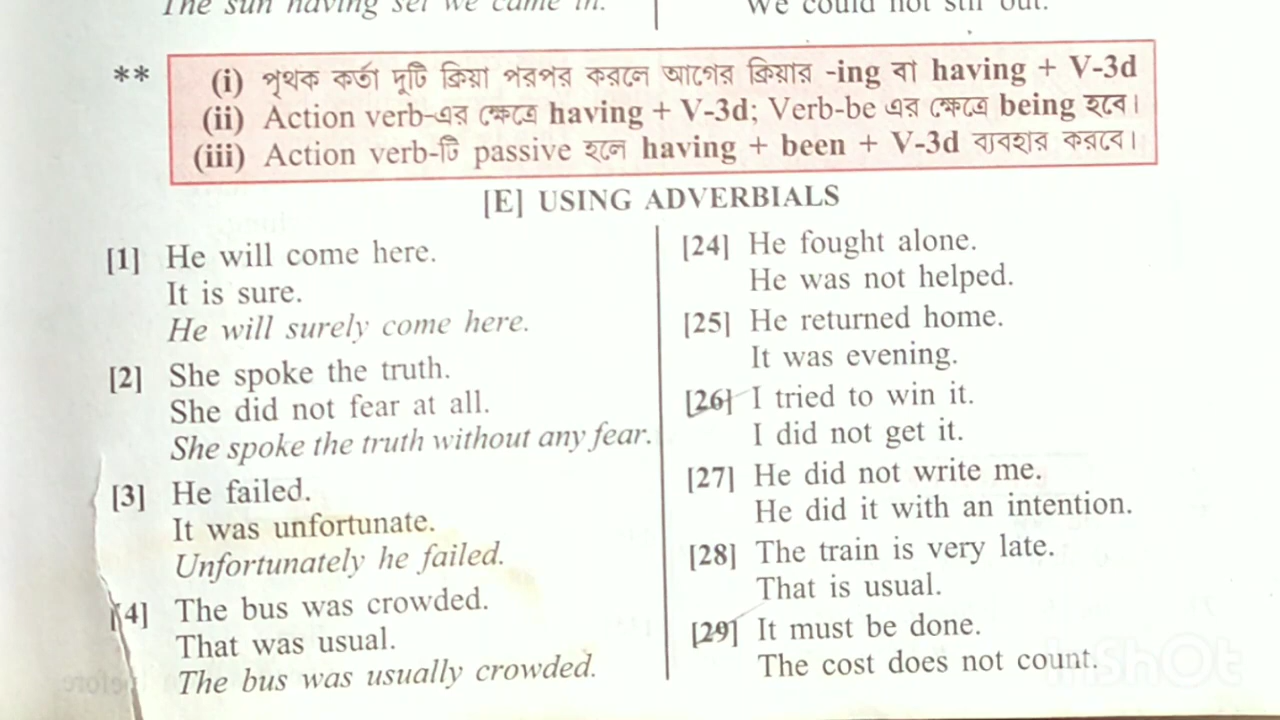 The sun having set we came in.
We could not stir out.
** (i) পৃথক কর্তা দুটি ক্রিয়া পরপর করলে আগের ক্রিয়ার -ing বা having + V-3d
(ii) Action verb-এর ক্ষেত্রে having + V-3d; Verb-be এর ক্ষেত্রে being হবে।
(iii) Action verb-টি passive হলে having + been + V-3d ব্যবহার করবে।
[E] USING ADVERBIALS
[1] He will come here.
It is sure.
He will surely come here.
[2] She spoke the truth.
She did not fear at all.
She spoke the truth without any fear.
[3] He failed.
It was unfortunate.
Unfortunately he failed.
[4] The bus was crowded.
That was usual.
The bus was usually crowded.
[24] He fought alone.
He was not helped.
[25] He returned home.
It was evening.
[26] I tried to win it.
I did not get it.
[27] He did not write me.
He did it with an intention.
[28] The train is very late.
That is usual.
[29] It must be done.
The cost does not count.
InShOt